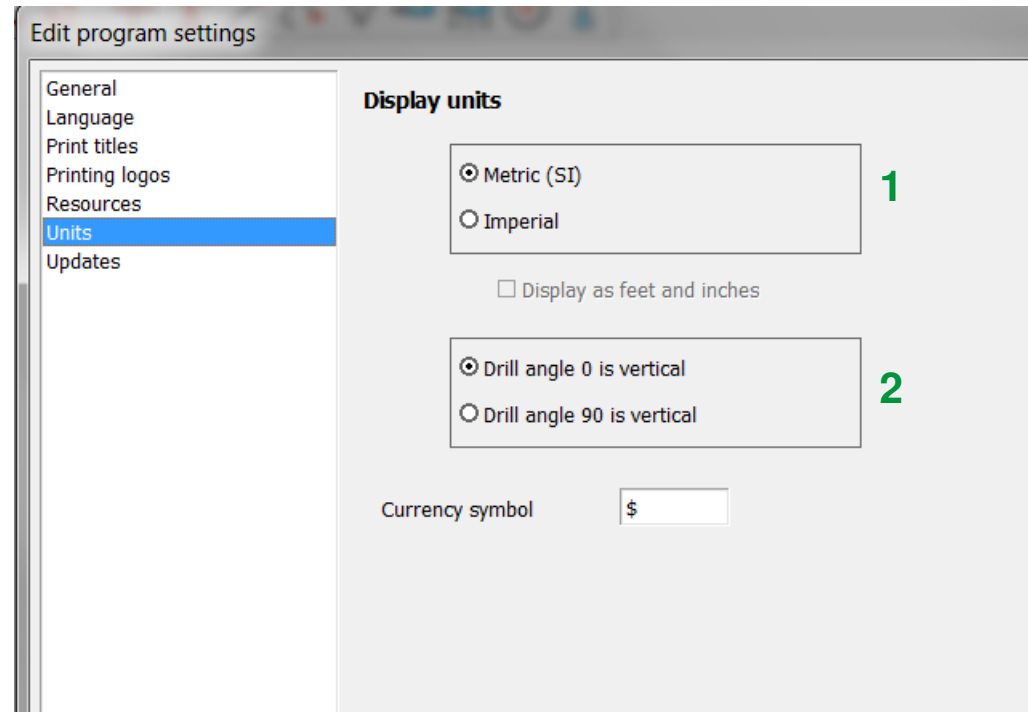 Edit program settings
General
Language
Print titles
Printing logos
Resources
Units
Updates
Display units
Metric (SI)
Imperial
1
Display as feet and inches
Drill angle 0 is vertical
Drill angle 90 is vertical
2
Currency symbol
$